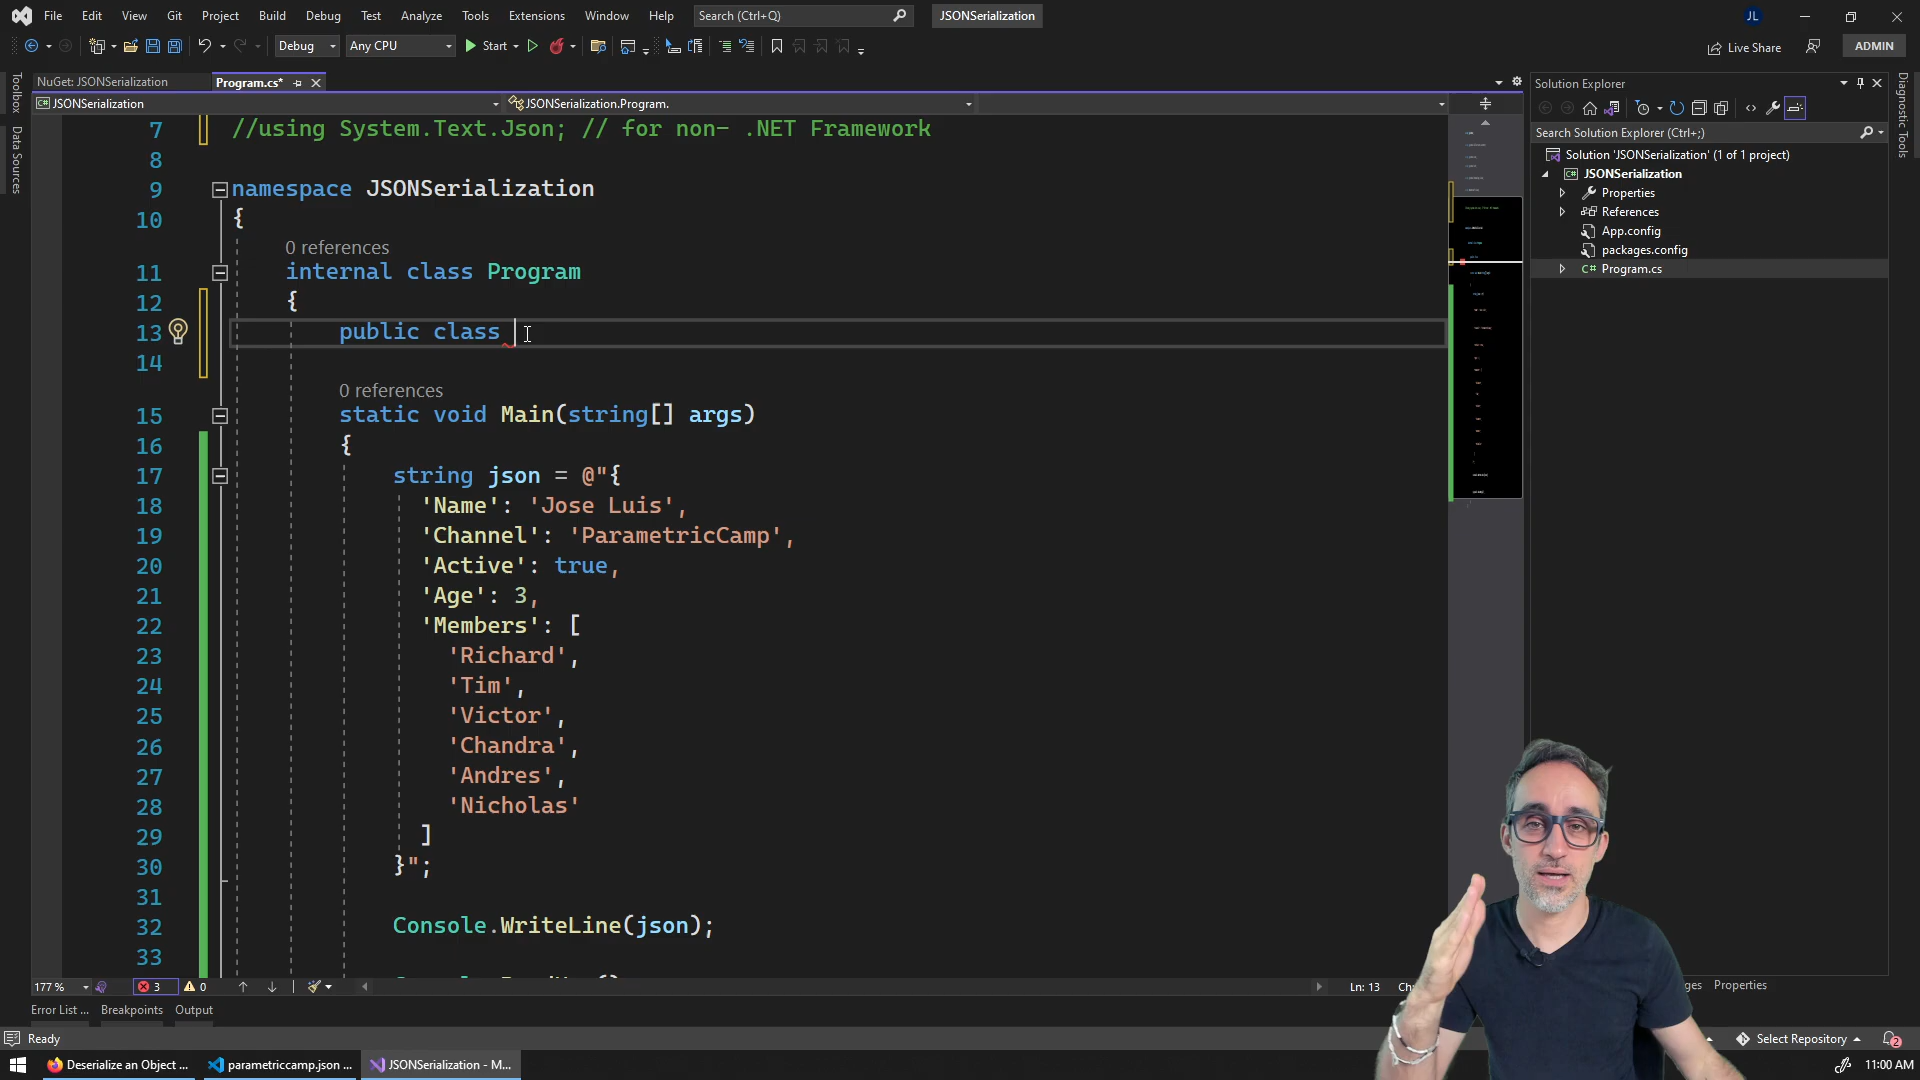 File Edit View Git Project Build Debug Test Analyze Tools Extensions Window Help Search (Ctrl+Q) JSONSerialization JL
Debug Any CPU Start Live Share ADMIN
NuGet: JSONSerialization Program.cs*
JSONSerialization JSONSerialization.Program.
Toolbox
Data Sources
7 //using System.Text.Json; // for non- .NET Framework
8
9 namespace JSONSerialization
10 {
0 references
11 internal class Program
12 {
13 public class
14
0 references
15 static void Main(string[] args)
16 {
17 string json = @"{
18 'Name': 'Jose Luis',
19 'Channel': 'ParametricCamp',
20 'Active': true,
21 'Age': 3,
22 'Members': [
23 'Richard',
24 'Tim',
25 'Victor',
26 'Chandra',
27 'Andres',
28 'Nicholas'
29 ]
30 }";
31
32 Console.WriteLine(json);
33
177 % 3 0 Ln: 13
Solution Explorer
Search Solution Explorer (Ctrl+;)
Solution 'JSONSerialization' (1 of 1 project)
C# JSONSerialization
Properties
References
App.config
packages.config
C# Program.cs
Diagnostic Tools
Properties
Error List ... Breakpoints Output
Ready Select Repository 2
Deserialize an Object ... parametriccamp.json ... JSONSerialization - M... 11:00 AM